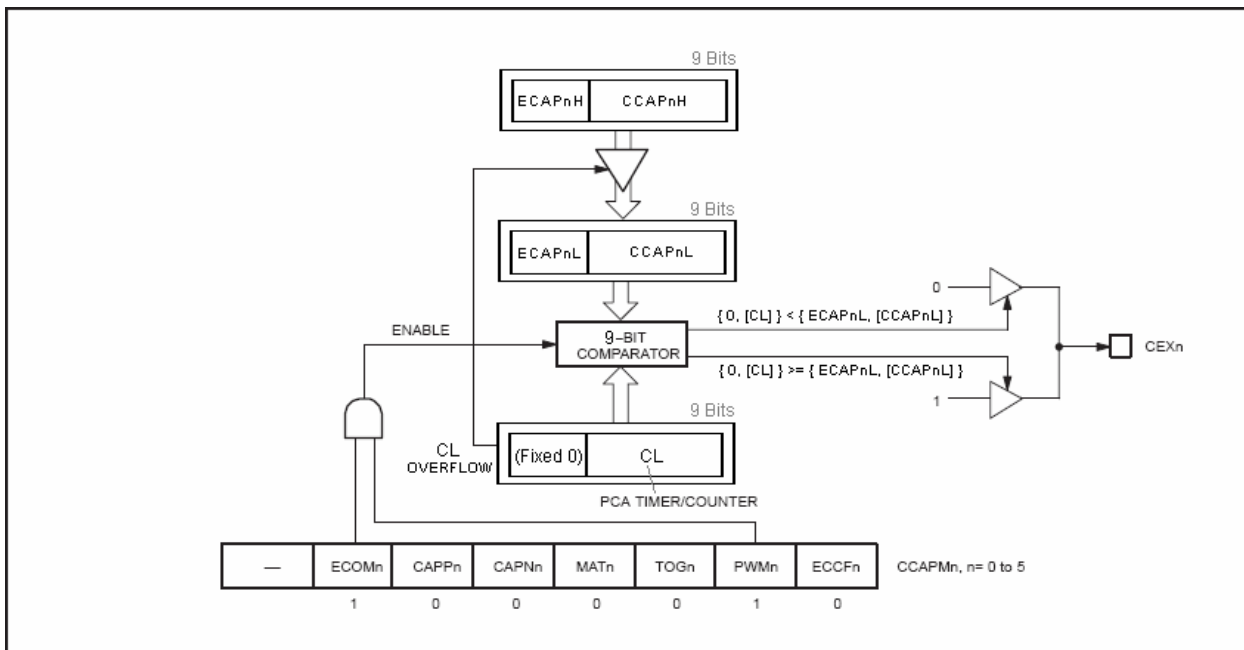 9 Bits
ECAPnH CCAPnH
9 Bits
ECAPnL CCAPnL
0
{ 0, [CL] } < { ECAPnL, [CCAPnL] }
ENABLE
9-BIT
COMPARATOR
CEXn
{ 0, [CL] } >= { ECAPnL, [CCAPnL] }
1
9 Bits
CL
OVERFLOW
(Fixed 0) CL
PCA TIMER/COUNTER
— ECOMn CAPPn CAPNn MATn TOGn PWMn ECCFn CCAPMn, n= 0 to 5
1 0 0 0 0 1 0